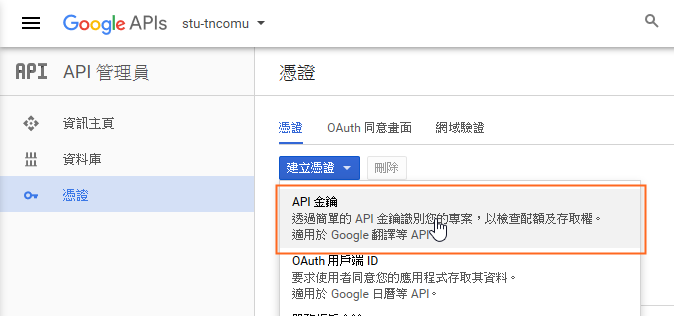 Google APIs stu-tncomu
API API 管理員
憑證
資訊主頁
資料庫
憑證
憑證 OAuth 同意畫面 網域驗證
建立憑證 刪除
API 金鑰
透過簡單的 API 金鑰識別您的專案，以檢查配額及存取權。
適用於 Google 翻譯等 API
OAuth 用戶端 ID
要求使用者同意您的應用程式存取其資料。
適用於 Google 日曆等 API。